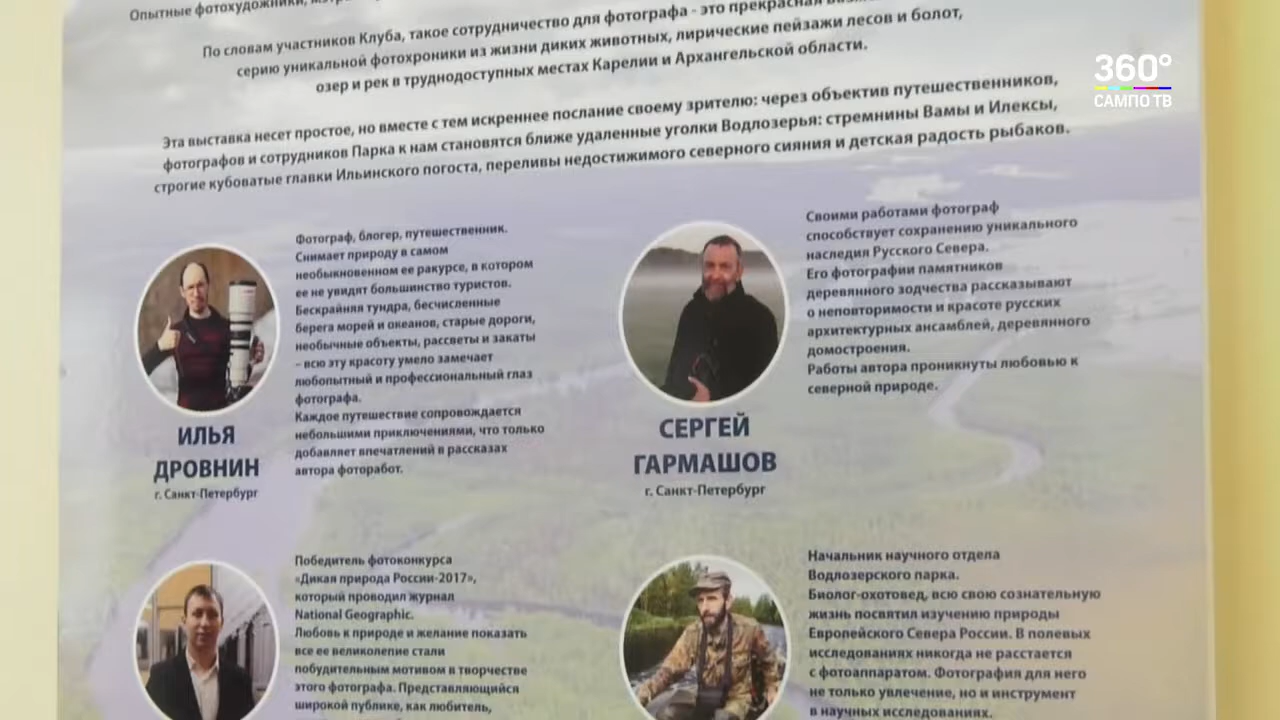 Опытные фотохудожники,
По словам участников Клуба, такое сотрудничество для фотографа - это прекрасная
серию уникальной фотохроники из жизни диких животных, лирические пейзажи лесов и болот,
озер и рек в труднодоступных местах Карелии и Архангельской области.
Эта выставка несет простое, но вместе с тем искреннее послание своему зрителю: через объектив путешественников,
фотографов и сотрудников Парка к нам становятся ближе удаленные уголки Водлозерья: стремнины Вамы и Илексы,
строгие кубоватые главки Ильинского погоста, переливы недостижимого северного сияния и детская радость рыбаков.
360°
САМПО ТВ
Фотограф, блогер, путешественник.
Снимает природу в самом
необыкновенном ее ракурсе, в котором
ее не увидят большинство туристов.
Бескрайняя тундра, бесчисленные
берега морей и океанов, старые дороги,
необычные объекты, рассветы и закаты
– всю эту красоту умело замечает
любопытный и профессиональный глаз
фотографа.
Каждое путешествие сопровождается
небольшими приключениями, что только
добавляет впечатлений в рассказах
автора фоторабот.
ИЛЬЯ
ДРОВНИН
г. Санкт-Петербург
Своими работами фотограф
способствует сохранению уникального
наследия Русского Севера.
Его фотографии памятников
деревянного зодчества рассказывают
о неповторимости и красоте русских
архитектурных ансамблей, деревянного
домостроения.
Работы автора проникнуты любовью к
северной природе.
СЕРГЕЙ
ГАРМАШОВ
г. Санкт-Петербург
Победитель фотоконкурса
«Дикая природа России-2017»,
который проводил журнал
National Geographic.
Любовь к природе и желание показать
все ее великолепие стали
побудительным мотивом в творчестве
этого фотографа. Представляющийся
широкой публике, как любитель,
Начальник научного отдела
Водлозерского парка.
Биолог-охотовед, всю свою сознательную
жизнь посвятил изучению природы
Европейского Севера России. В полевых
исследованиях никогда не расстается
с фотоаппаратом. Фотография для него
не только увлечение, но и инструмент
в научных исследованиях.